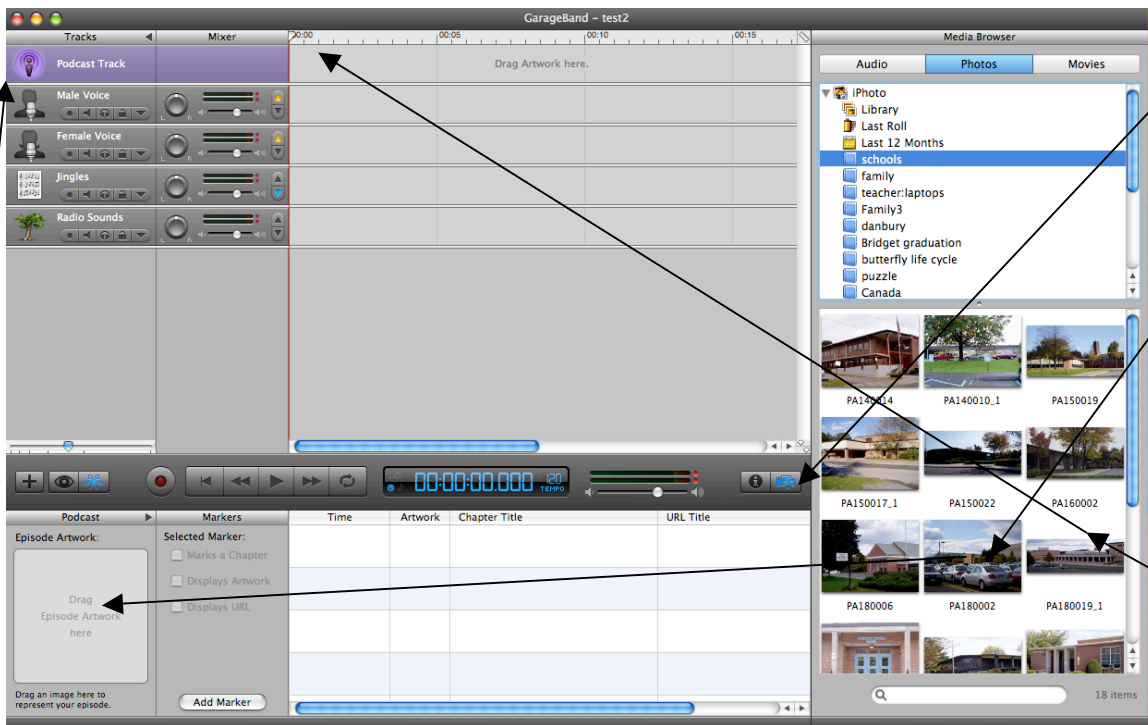 GarageBand – test2
Tracks
Mixer
00:00
00:05
00:10
00:15
Podcast Track
Drag Artwork here.
Male Voice
L R
Female Voice
L R
Jingles
L R
Radio Sounds
L R
Media Browser
Audio
Photos
Movies
iPhoto
Library
Last Roll
Last 12 Months
schools
family
teacher:laptops
Family3
danbury
Bridget graduation
butterfly life cycle
puzzle
Canada
PA140014
PA140010_1
PA150019
PA150017_1
PA150022
PA160002
PA180006
PA180002
PA180019_1
18 items
00:00:00.000
120
TEMPO
Podcast
Markers
Time
Artwork
Chapter Title
URL Title
Episode Artwork:
Drag
Episode Artwork
here
Drag an image here to
represent your episode.
Selected Marker:
Marks a Chapter
Displays Artwork
Displays URL
Add Marker